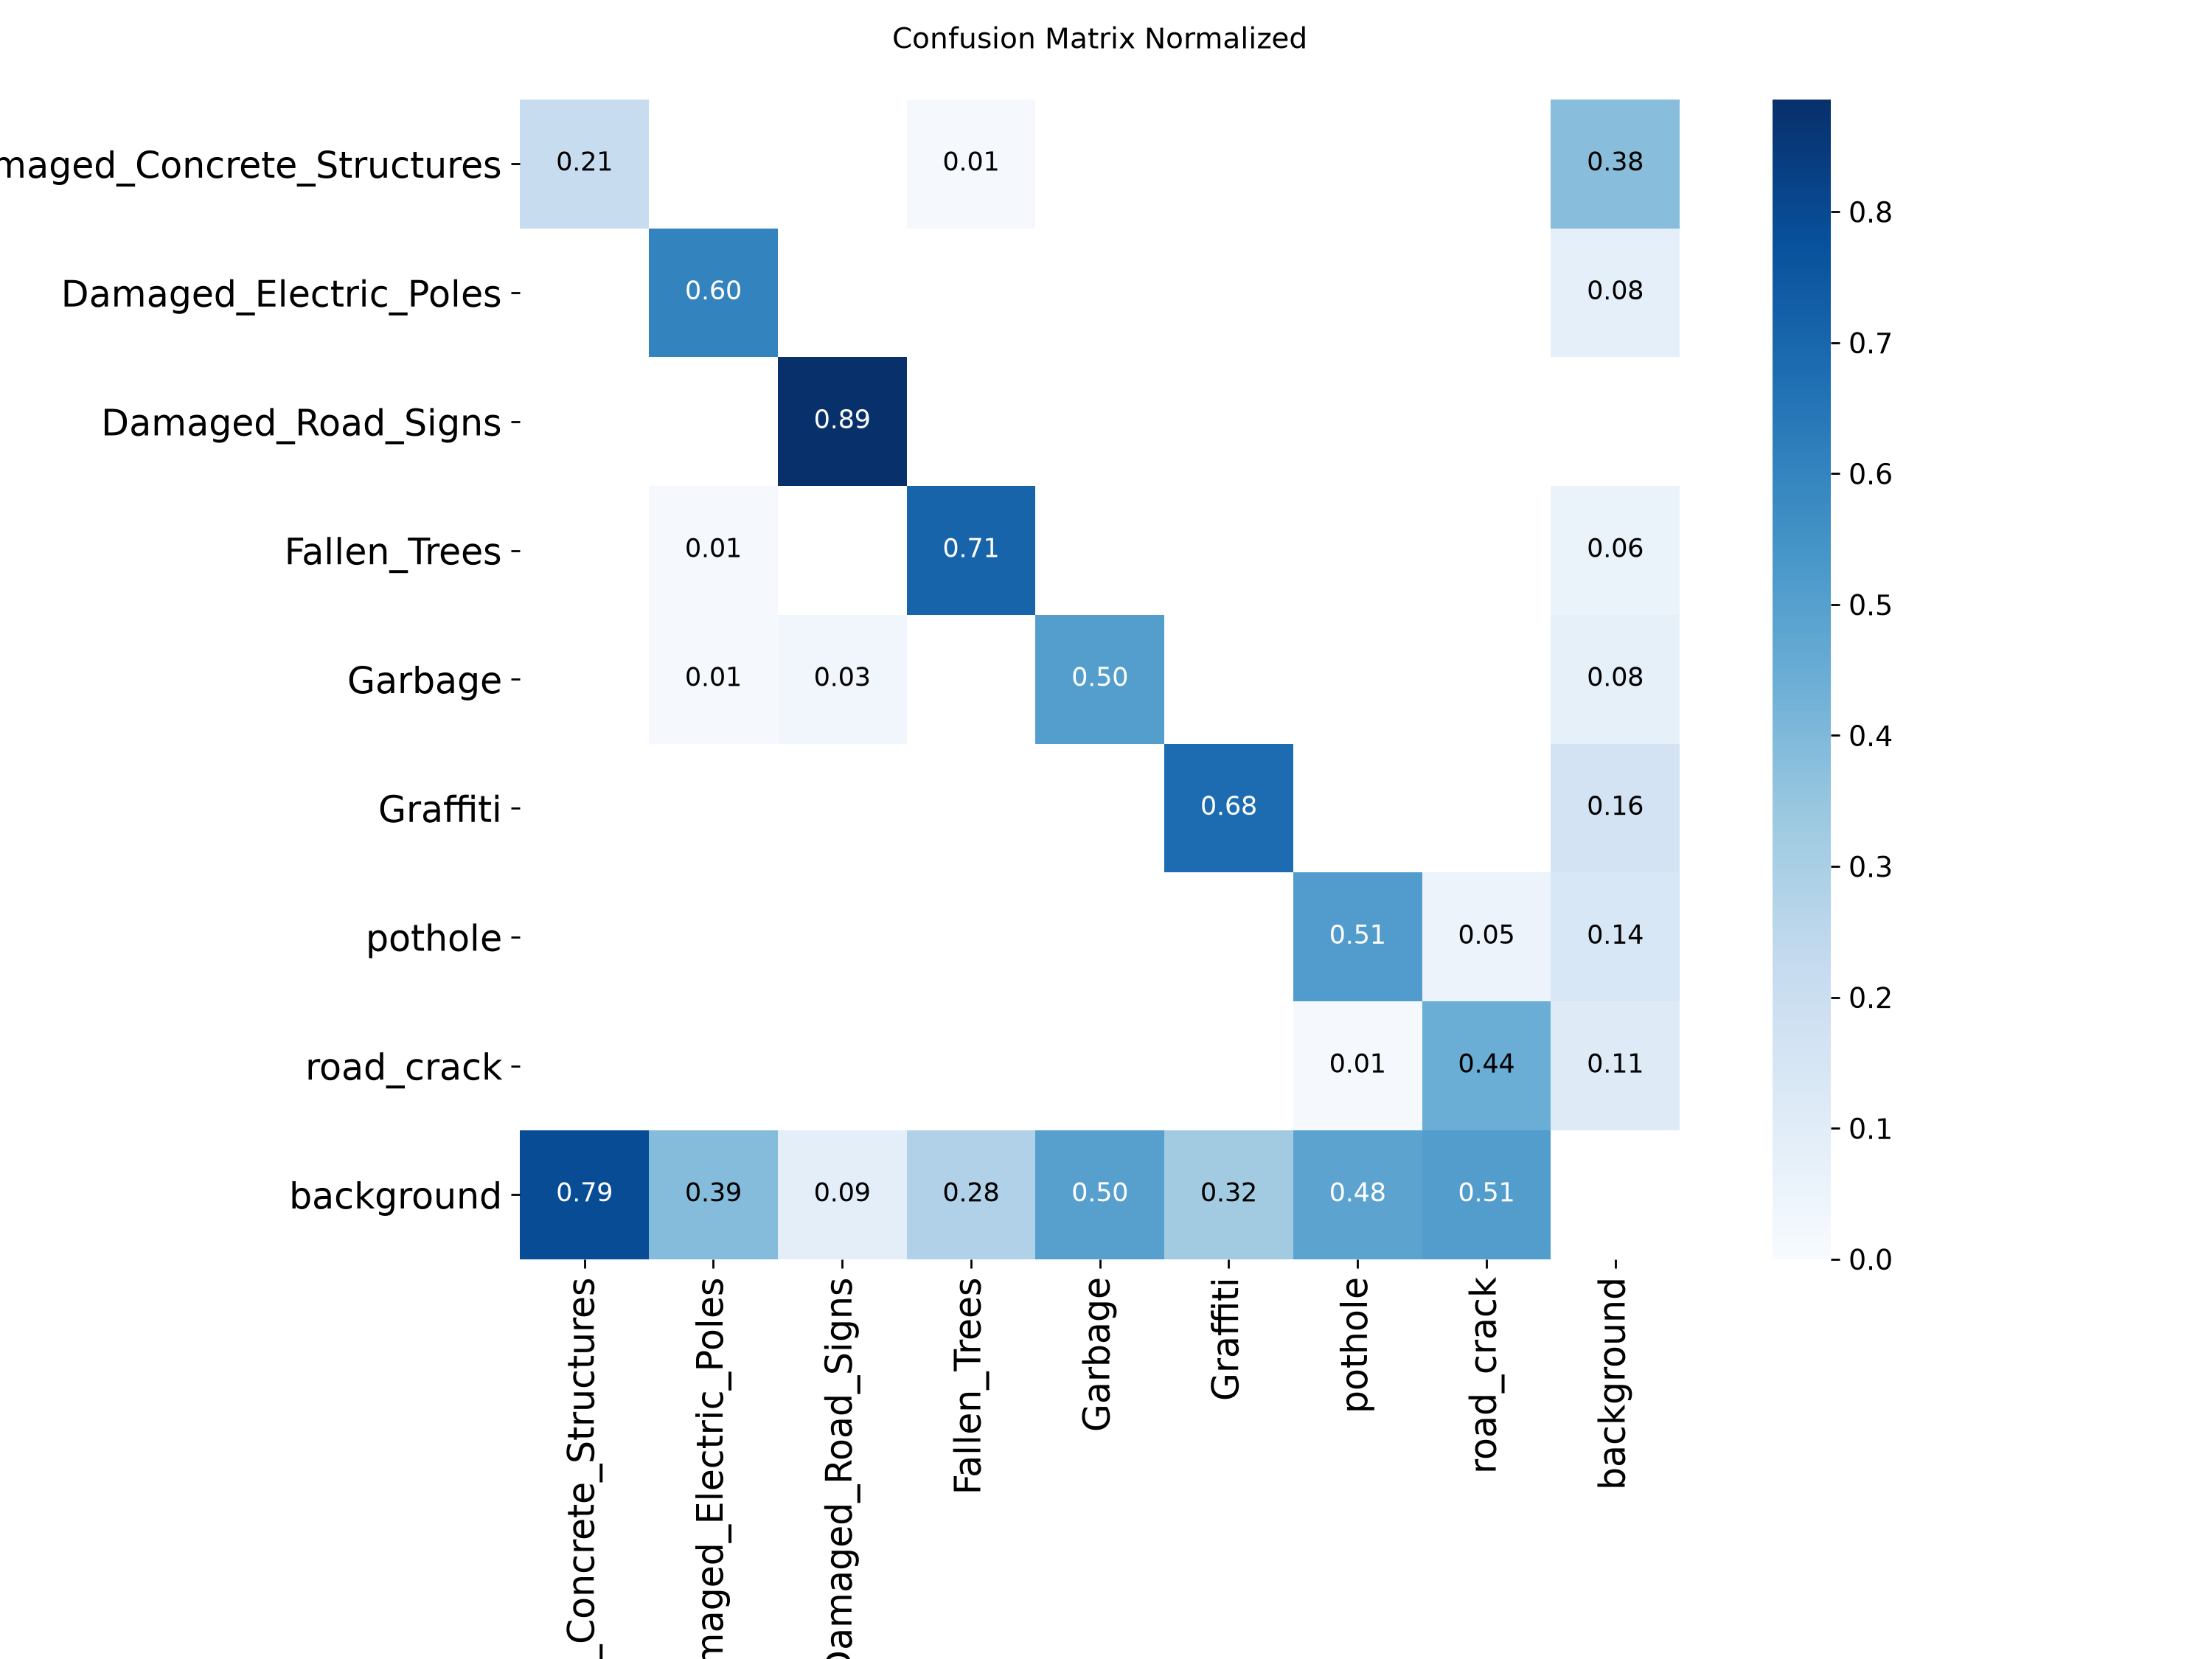 Confusion Matrix Normalized
maged_Concrete_Structures 0.21 0.01 0.38
Damaged_Electric_Poles 0.60 0.08
Damaged_Road_Signs 0.89
Fallen_Trees 0.01 0.71 0.06
Garbage 0.01 0.03 0.50 0.08
Graffiti 0.68 0.16
pothole 0.51 0.05 0.14
road_crack 0.01 0.44 0.11
background 0.79 0.39 0.09 0.28 0.50 0.32 0.48 0.51
_Concrete_Structures
maged_Electric_Poles
Damaged_Road_Signs
Fallen_Trees
Garbage
Graffiti
pothole
road_crack
background
0.8
0.7
0.6
0.5
0.4
0.3
0.2
0.1
0.0